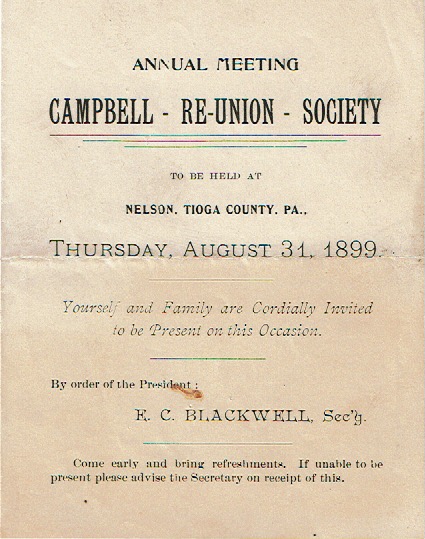 ANNUAL MEETING
CAMPBELL - RE-UNION - SOCIETY
TO BE HELD AT
NELSON, TIOGA COUNTY, PA.,
THURSDAY, AUGUST 31, 1899.
Yourself and Family are Cordially Invited
to be Present on this Occasion.
By order of the President:
E. C. BLACKWELL, Sec'y.
Come early and bring refreshments. If unable to be
present please advise the Secretary on receipt of this.